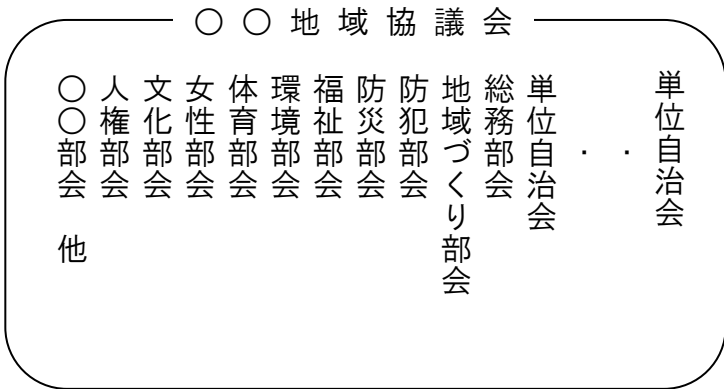 ○○地域協議会
単位自治会
・
・
単位自治会
総務部会
地域づくり部会
防犯部会
防災部会
福祉部会
環境部会
体育部会
女性部会
文化部会
人権部会
○○部会 他